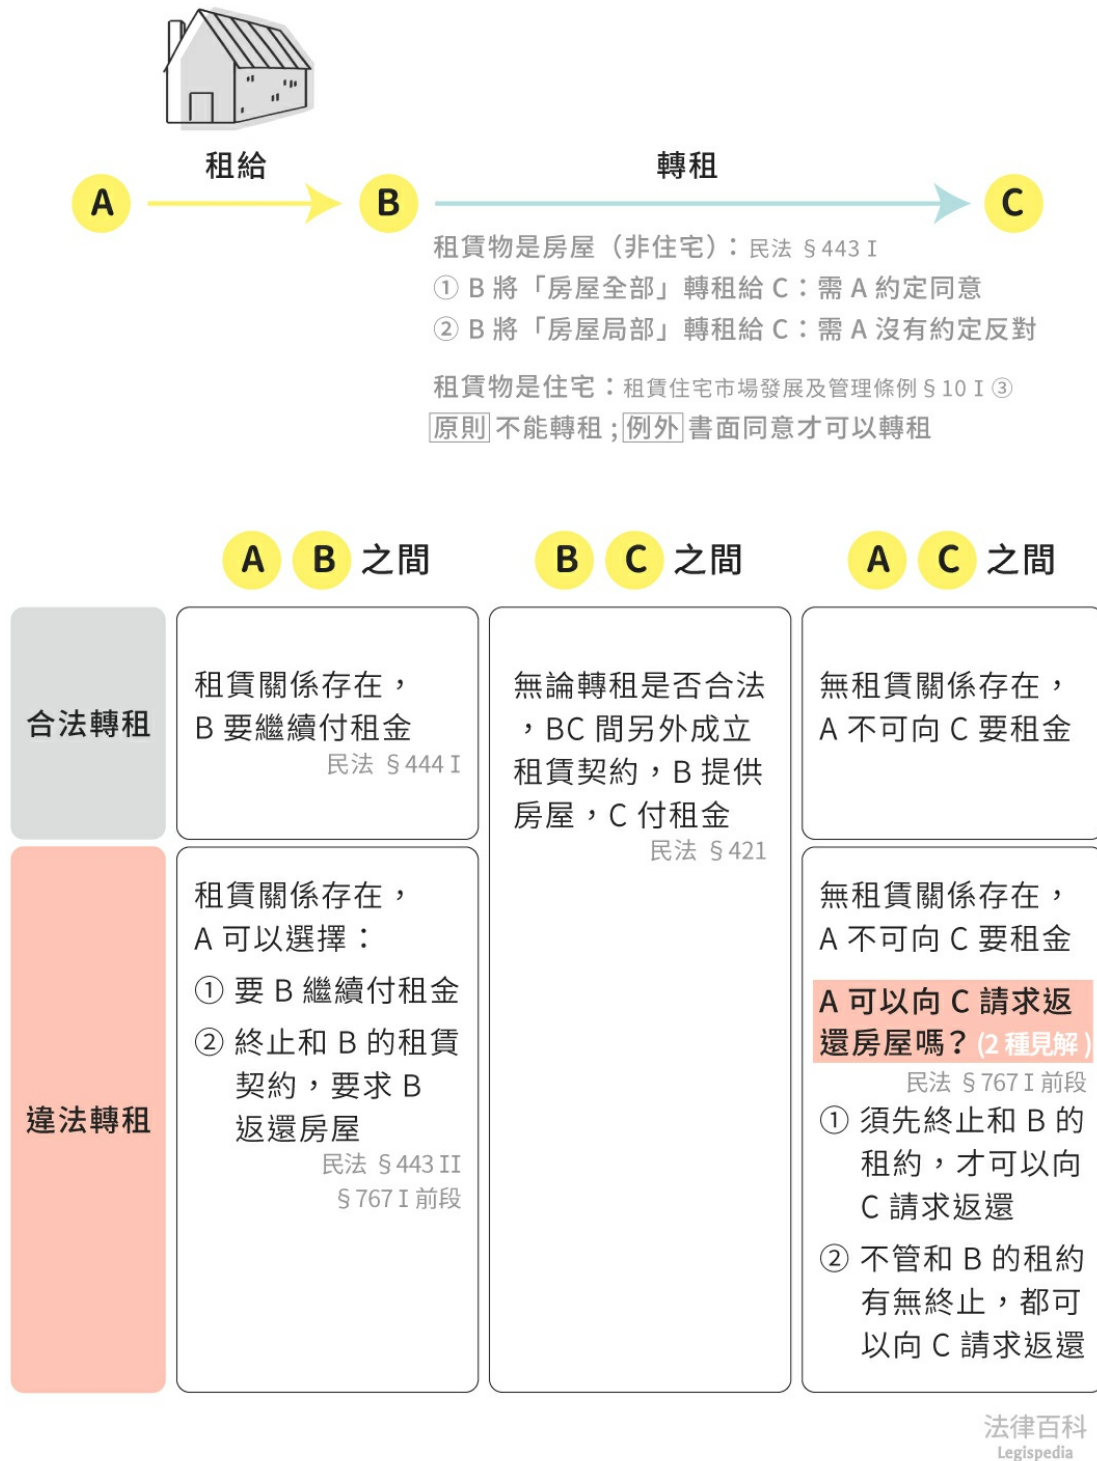 租給
轉租
A
B
C
租賃物是房屋（非住宅）：民法 §443 I
① B 將「房屋全部」轉租給 C：需 A 約定同意
② B 將「房屋局部」轉租給 C：需 A 沒有約定反對
租賃物是住宅：租賃住宅市場發展及管理條例 §10 I ③
原則 不能轉租；例外 書面同意才可以轉租
A B 之間
B C 之間
A C 之間
合法轉租
租賃關係存在，
B 要繼續付租金
民法 §444 I
無論轉租是否合法
，BC 間另外成立
租賃契約，B 提供
房屋，C 付租金
民法 §421
無租賃關係存在，
A 不可向 C 要租金
違法轉租
租賃關係存在，
A 可以選擇：
① 要 B 繼續付租金
② 終止和 B 的租賃
契約，要求 B
返還房屋
民法 §443 II
§767 I 前段
無租賃關係存在，
A 不可向 C 要租金
A 可以向 C 請求返
還房屋嗎？(2 種見解)
民法 §767 I 前段
① 須先終止和 B 的
租約，才可以向
C 請求返還
② 不管和 B 的租約
有無終止，都可
以向 C 請求返還
法律百科
Legispedia